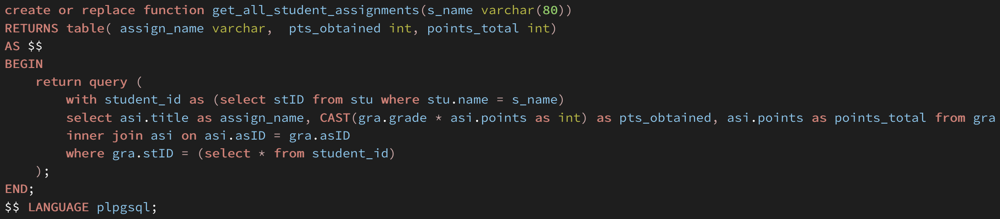 create or replace function get_all_student_assignments(s_name varchar(80))
RETURNS table( assign_name varchar,  pts_obtained int, points_total int)
AS $$
BEGIN
    return query (
        with student_id as (select stID from stu where stu.name = s_name)
        select asi.title as assign_name, CAST(gra.grade * asi.points as int) as pts_obtained, asi.points as points_total from gra
        inner join asi on asi.asID = gra.asID
        where gra.stID = (select * from student_id)
    );
END;
$$ LANGUAGE plpgsql;